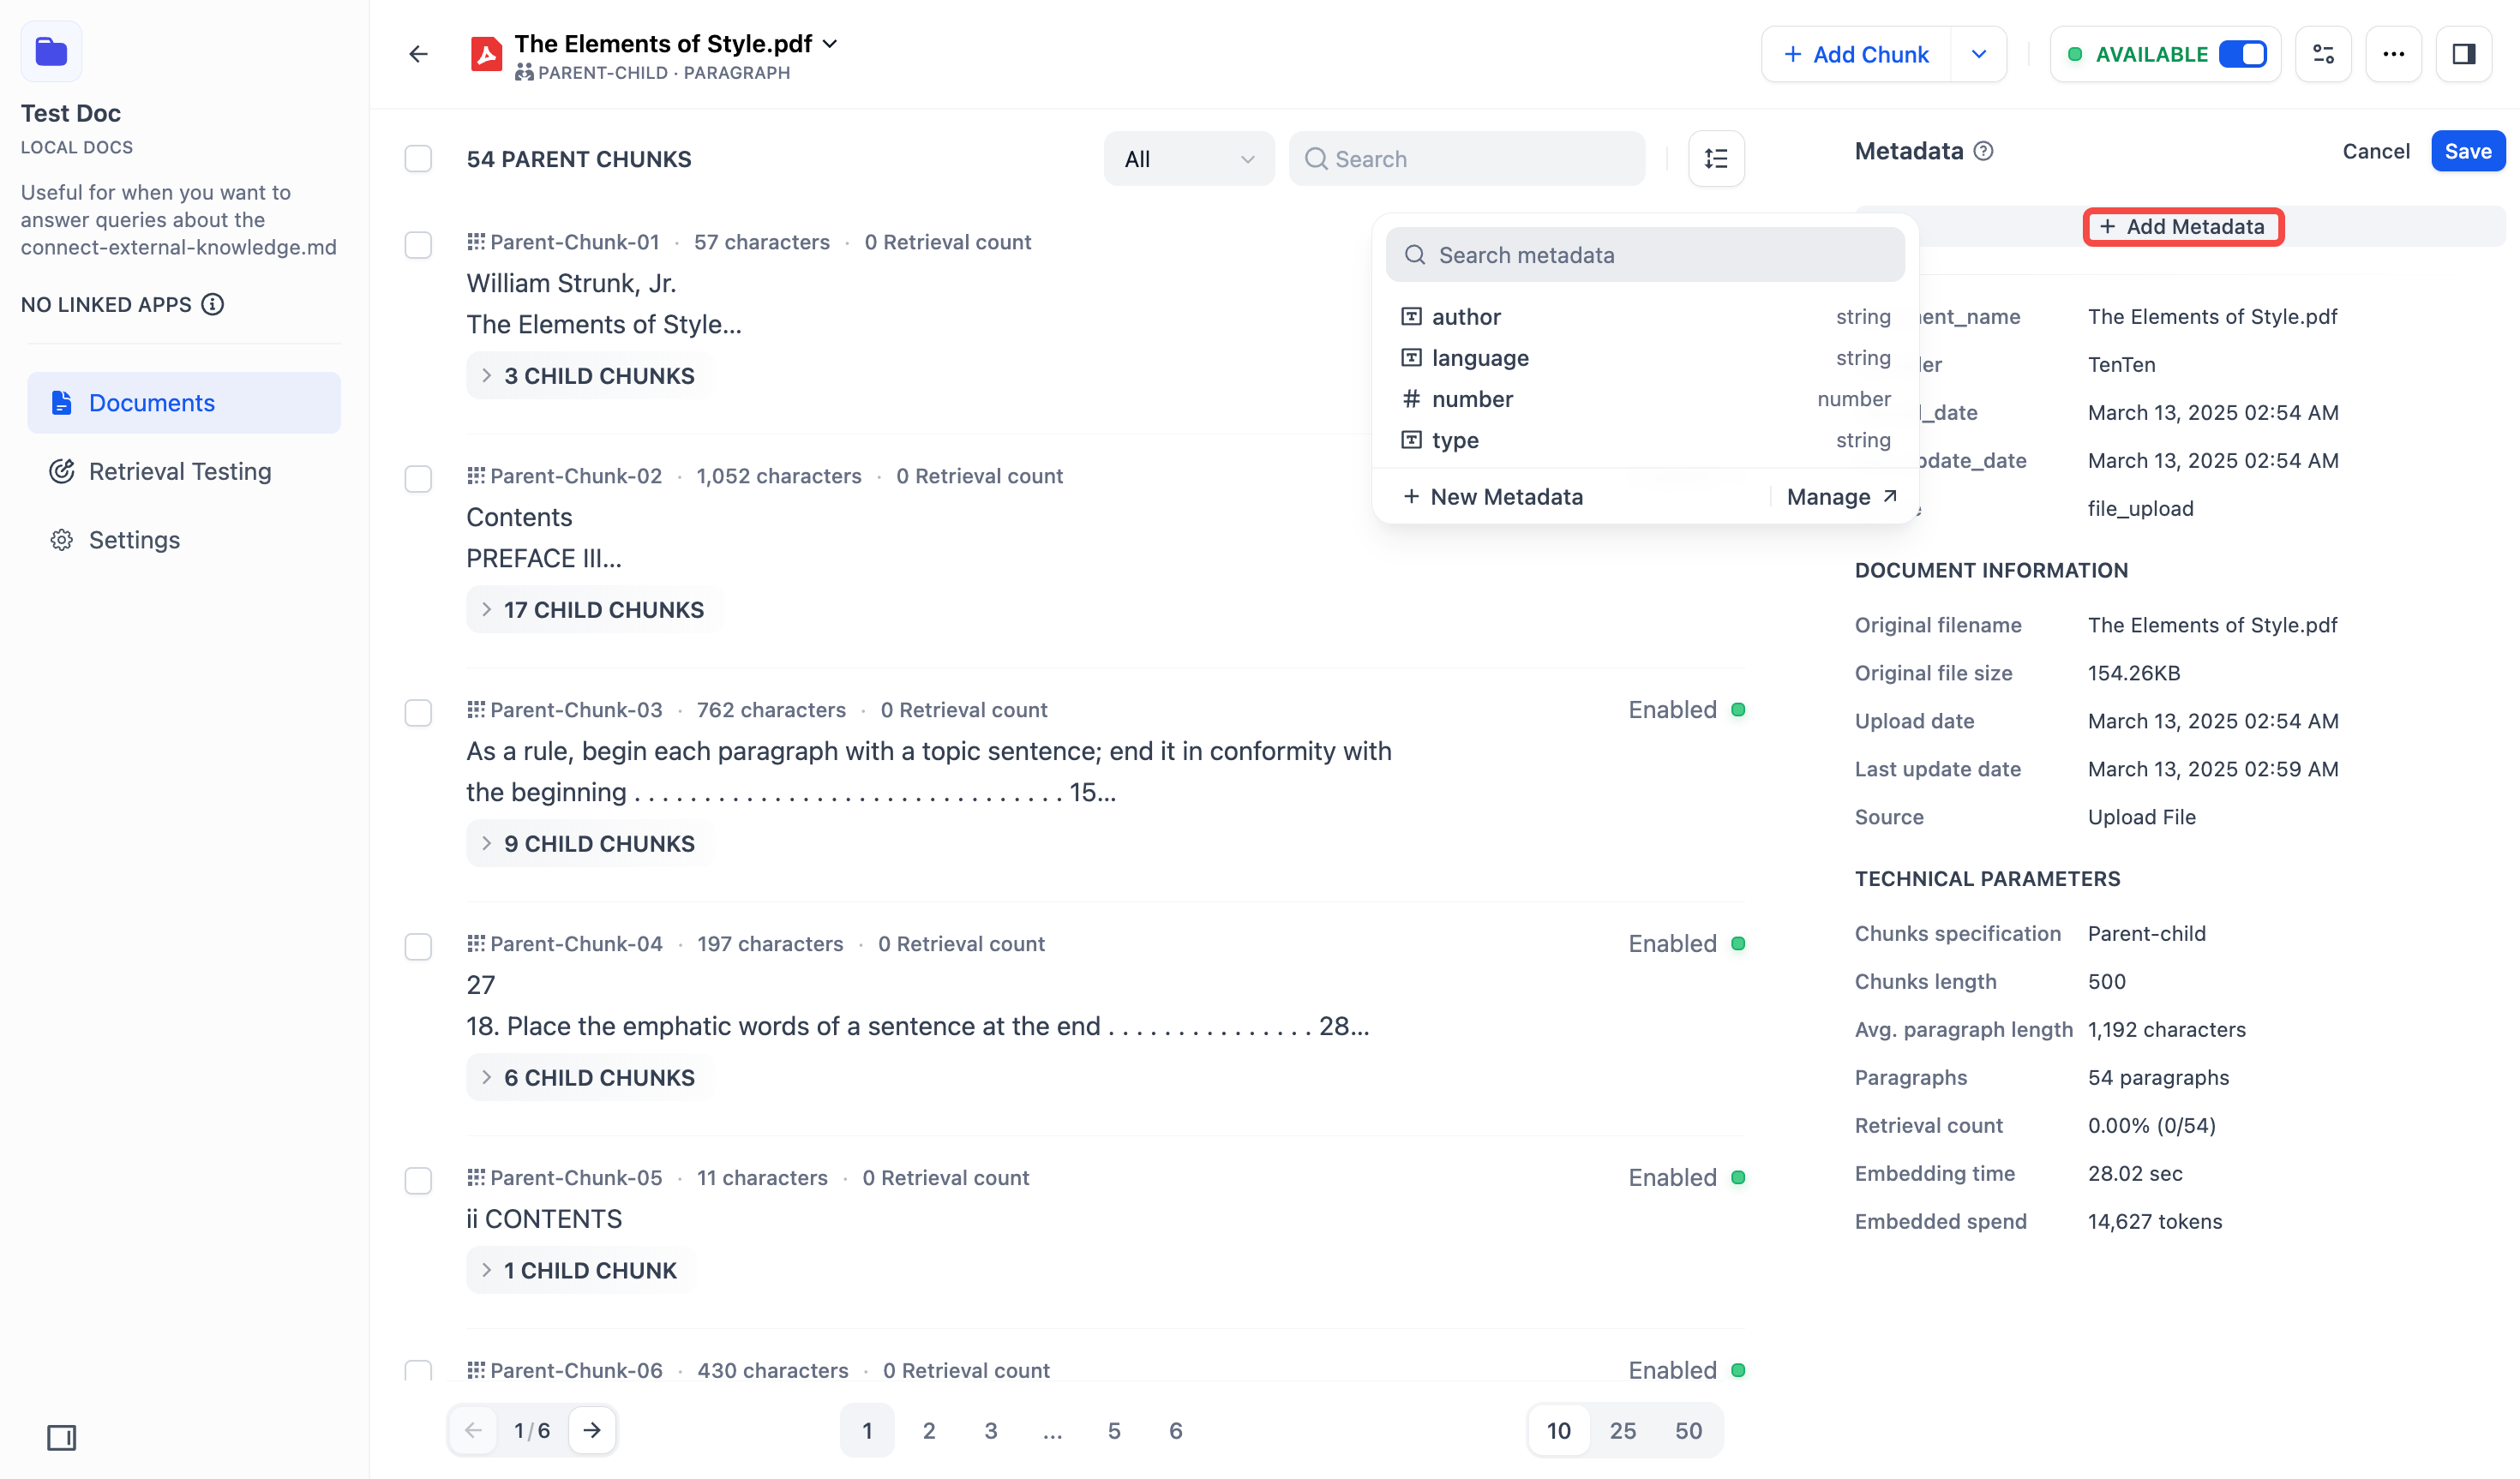 Test Doc
LOCAL DOCS
Useful for when you want to
answer queries about the
connect-external-knowledge.md
NO LINKED APPS
Documents
Retrieval Testing
Settings
The Elements of Style.pdf
PARENT-CHILD · PARAGRAPH
+ Add Chunk
AVAILABLE
54 PARENT CHUNKS
All
Search
Parent-Chunk-01 · 57 characters · 0 Retrieval count
William Strunk, Jr.
The Elements of Style...
3 CHILD CHUNKS
Parent-Chunk-02 · 1,052 characters · 0 Retrieval count
Contents
PREFACE III...
17 CHILD CHUNKS
Parent-Chunk-03 · 762 characters · 0 Retrieval count
Enabled
As a rule, begin each paragraph with a topic sentence; end it in conformity with
the beginning . . . . . . . . . . . . . . . . . . . . . . . . . . . . . . . 15...
9 CHILD CHUNKS
Parent-Chunk-04 · 197 characters · 0 Retrieval count
Enabled
27
18. Place the emphatic words of a sentence at the end . . . . . . . . . . . . . . . 28...
6 CHILD CHUNKS
Parent-Chunk-05 · 11 characters · 0 Retrieval count
Enabled
ii CONTENTS
1 CHILD CHUNK
Parent-Chunk-06 · 430 characters · 0 Retrieval count
Enabled
1/6
1 2 3 ... 5 6
10 25 50
Search metadata
author string
language string
number number
type string
+ New Metadata
Manage
Metadata
Cancel
Save
+ Add Metadata
ent_name The Elements of Style.pdf
er TenTen
_date March 13, 2025 02:54 AM
date_date March 13, 2025 02:54 AM
file_upload
DOCUMENT INFORMATION
Original filename The Elements of Style.pdf
Original file size 154.26KB
Upload date March 13, 2025 02:54 AM
Last update date March 13, 2025 02:59 AM
Source Upload File
TECHNICAL PARAMETERS
Chunks specification Parent-child
Chunks length 500
Avg. paragraph length 1,192 characters
Paragraphs 54 paragraphs
Retrieval count 0.00% (0/54)
Embedding time 28.02 sec
Embedded spend 14,627 tokens